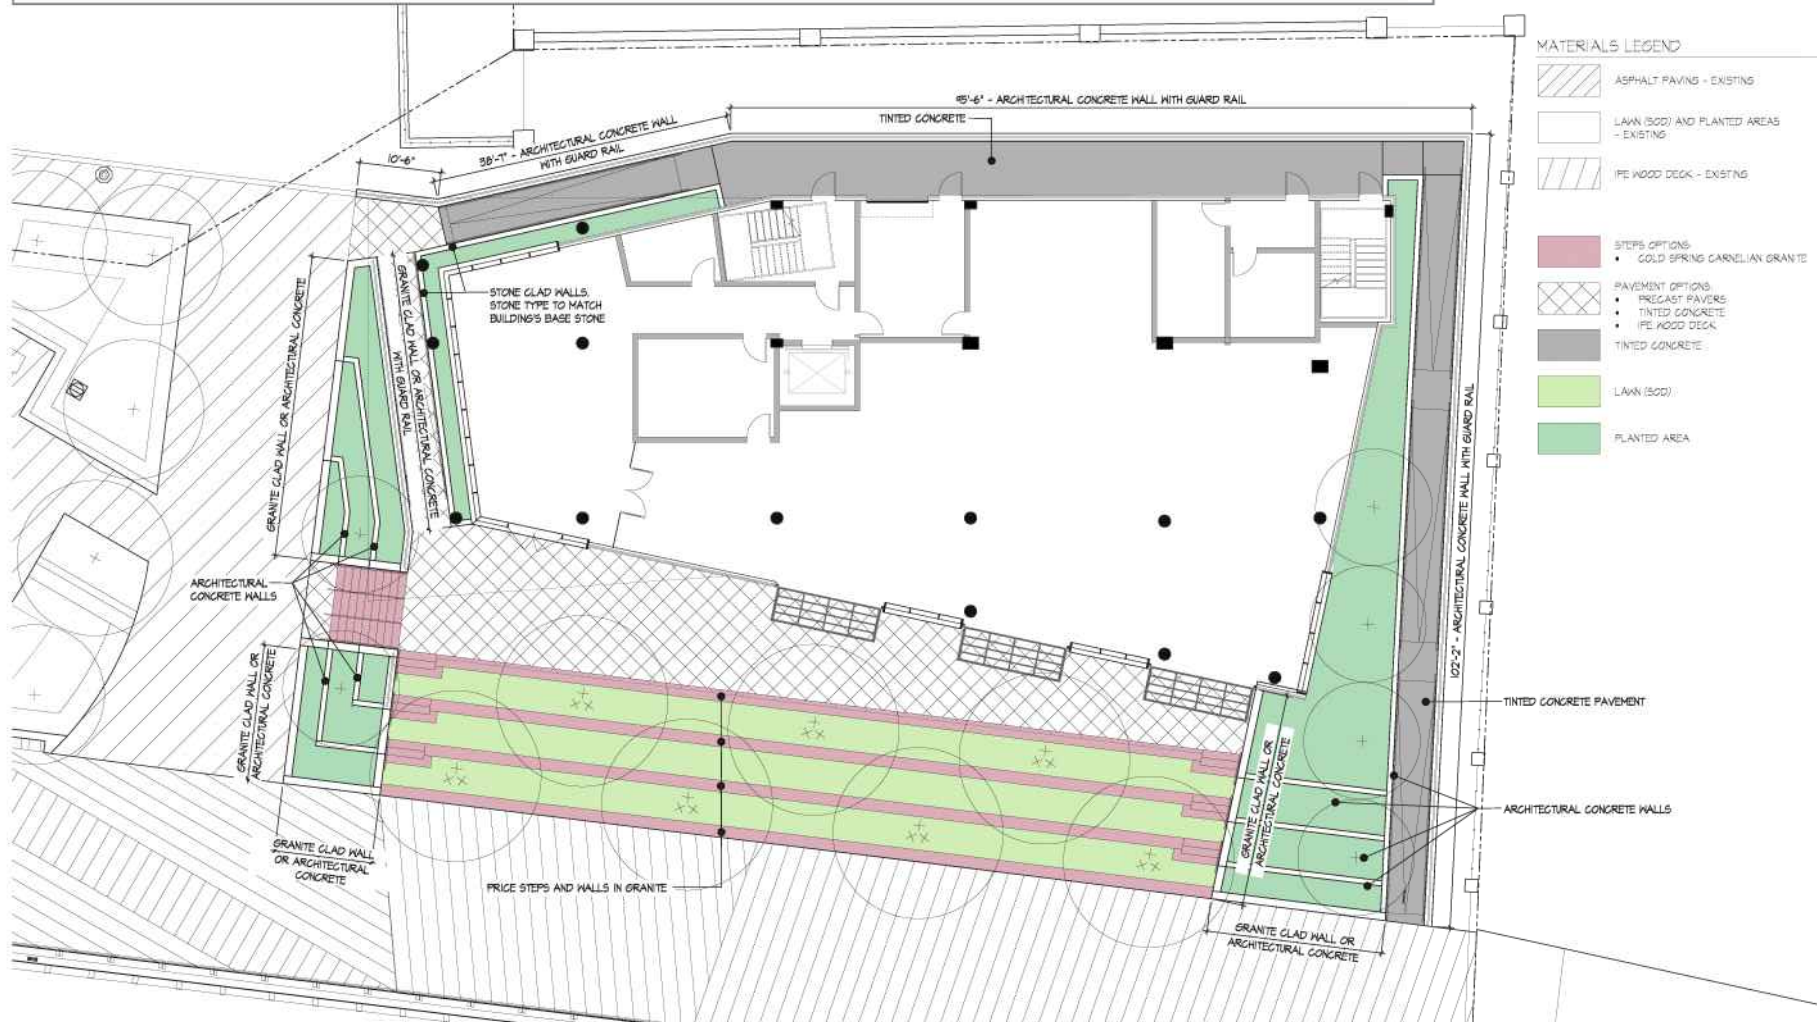 MATERIALS LEGEND
ASPHALT PAVING - EXISTING
LAWN (SOD) AND PLANTED AREAS
- EXISTING
IPE WOOD DECK - EXISTING
STEPS OPTIONS:
• COLD SPRING CARNELIAN GRANITE
PAVEMENT OPTIONS:
• PRECAST PAVERS
• TINTED CONCRETE
• IPE WOOD DECK
TINTED CONCRETE
LAWN (SOD)
PLANTED AREA
95'-6" - ARCHITECTURAL CONCRETE WALL WITH GUARD RAIL
TINTED CONCRETE
38'-7" - ARCHITECTURAL CONCRETE WALL
WITH GUARD RAIL
10'-6"
GRANITE CLAD WALL OR ARCHITECTURAL CONCRETE
GRANITE CLAD WALL OR ARCHITECTURAL CONCRETE
WITH GUARD RAIL
STONE CLAD WALLS.
STONE TYPE TO MATCH
BUILDING'S BASE STONE
102'-2" - ARCHITECTURAL CONCRETE WALL WITH GUARD RAIL
ARCHITECTURAL
CONCRETE WALLS
GRANITE CLAD WALL OR
ARCHITECTURAL CONCRETE
TINTED CONCRETE PAVEMENT
GRANITE CLAD WALL OR
ARCHITECTURAL CONCRETE
ARCHITECTURAL CONCRETE WALLS
GRANITE CLAD WALL
OR ARCHITECTURAL
CONCRETE
PRICE STEPS AND WALLS IN GRANITE
GRANITE CLAD WALL OR
ARCHITECTURAL CONCRETE